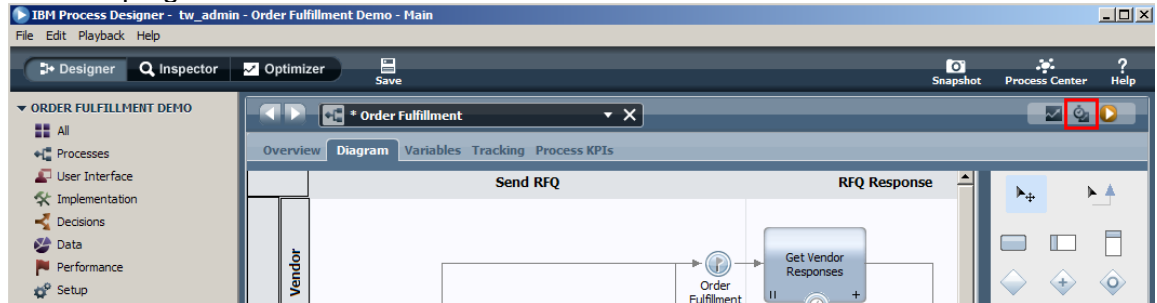 IBM Process Designer - tw_admin - Order Fulfillment Demo - Main
File Edit Playback Help
Designer Inspector Optimizer Save Snapshot Process Center Help
ORDER FULFILLMENT DEMO
All
Processes
User Interface
Implementation
Decisions
Data
Performance
Setup
* Order Fulfillment
Overview Diagram Variables Tracking Process KPIs
Send RFQ RFQ Response
Vendor
Order
Fulfillment
Get Vendor
Responses